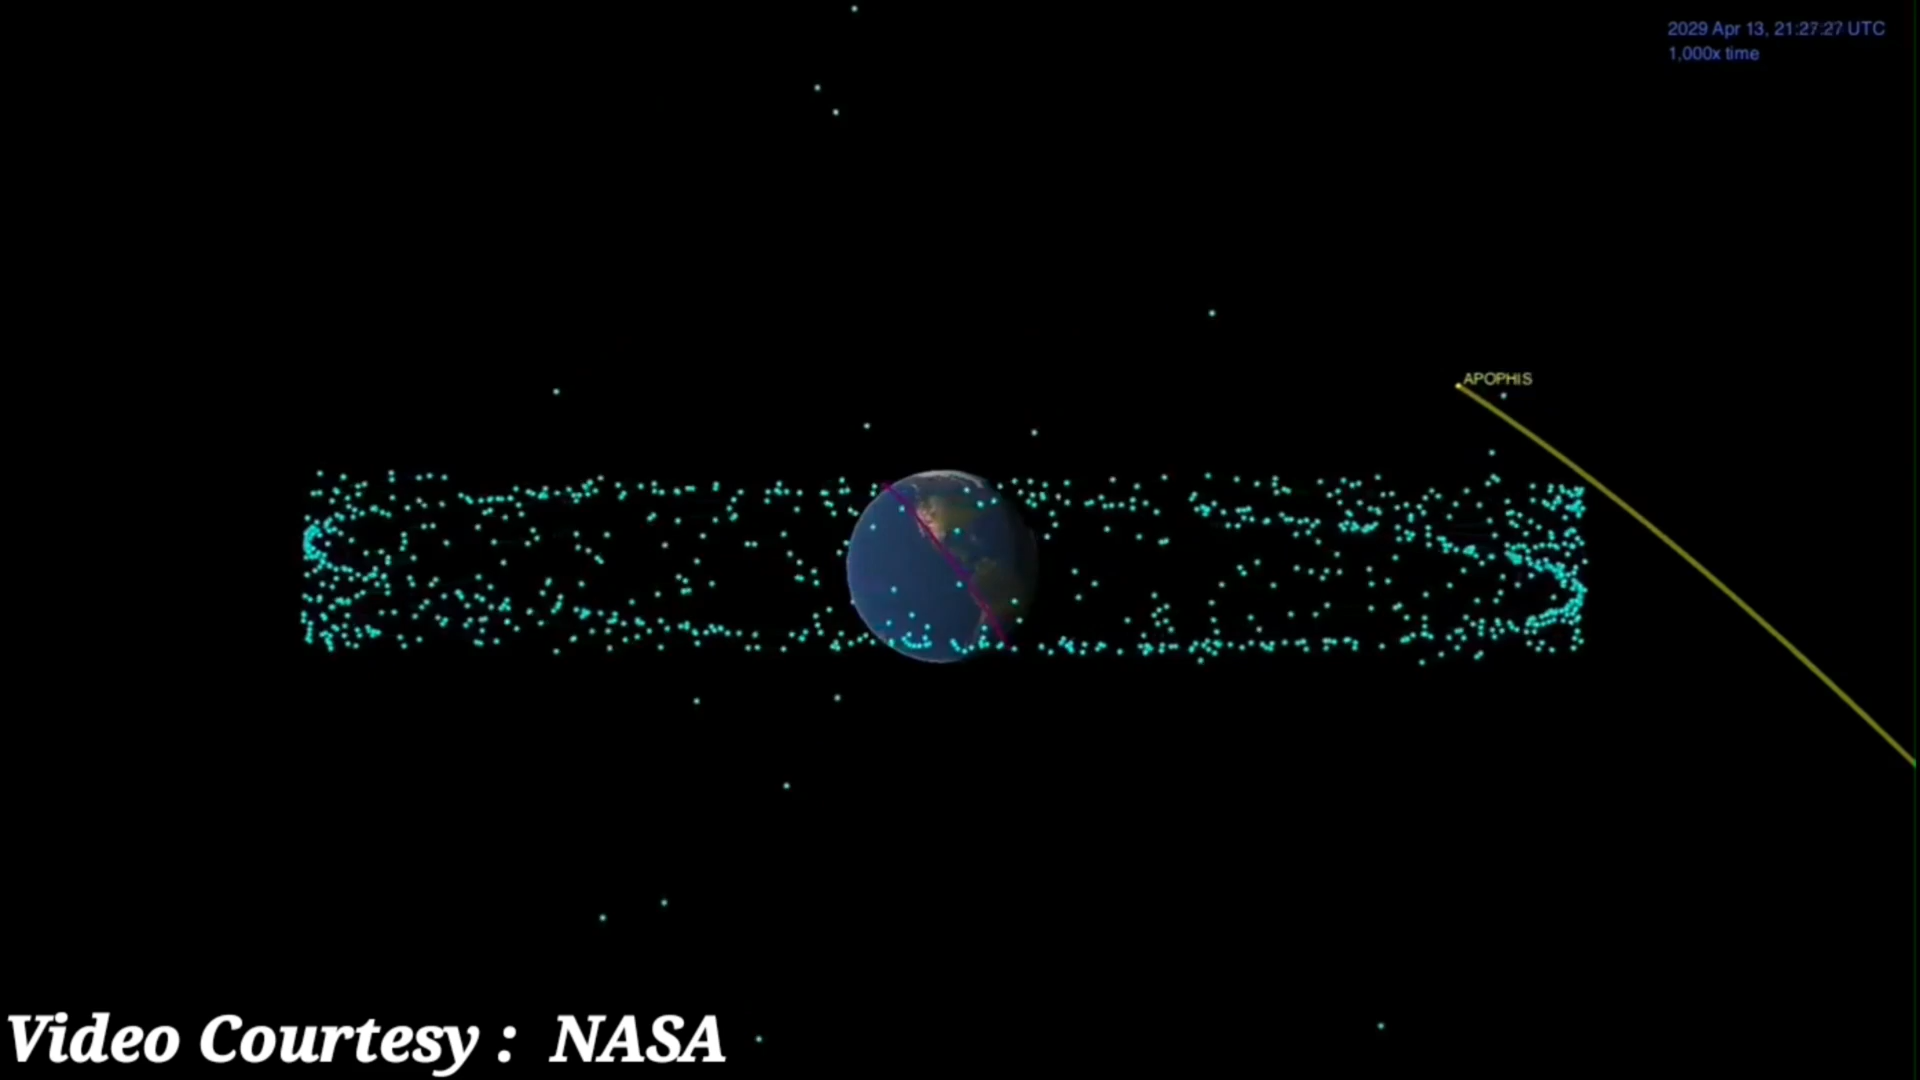 2029 Apr 13, 21:27:27 UTC
1,000x time
APOPHIS
Video Courtesy : NASA